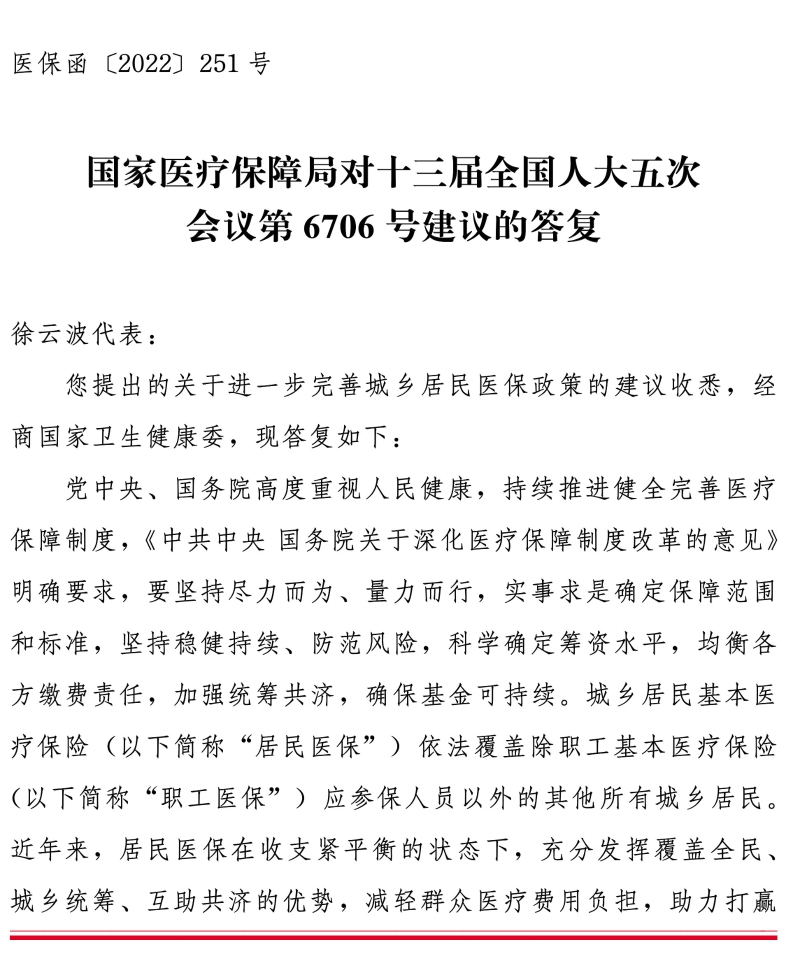 医保函〔2022〕251 号
国家医疗保障局对十三届全国人大五次
会议第 6706 号建议的答复
徐云波代表：
您提出的关于进一步完善城乡居民医保政策的建议收悉，经
商国家卫生健康委，现答复如下：
党中央、国务院高度重视人民健康，持续推进健全完善医疗
保障制度，《中共中央 国务院关于深化医疗保障制度改革的意见》
明确要求，要坚持尽力而为、量力而行，实事求是确定保障范围
和标准，坚持稳健持续、防范风险，科学确定筹资水平，均衡各
方缴费责任，加强统筹共济，确保基金可持续。城乡居民基本医
疗保险（以下简称“居民医保”）依法覆盖除职工基本医疗保险
（以下简称“职工医保”）应参保人员以外的其他所有城乡居民。
近年来，居民医保在收支紧平衡的状态下，充分发挥覆盖全民、
城乡统筹、互助共济的优势，减轻群众医疗费用负担，助力打赢